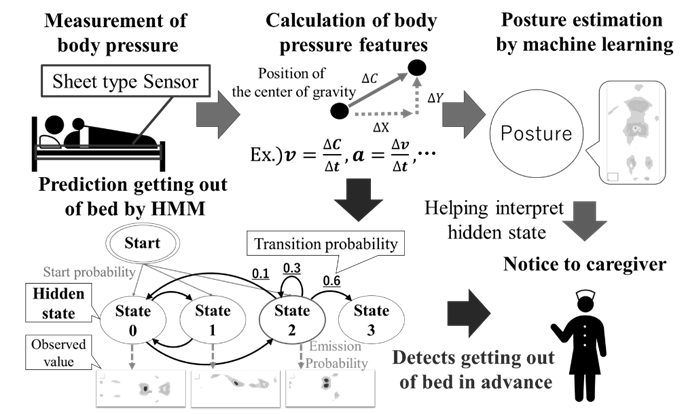 Measurement of
body pressure
Sheet type Sensor
Calculation of body
pressure features
Position of
the center of gravity
ΔC
ΔY
ΔX
Ex.)v = ΔC/Δt, a = Δv/Δt, ⋯
Posture estimation
by machine learning
Posture
Helping interpret
hidden state
Prediction getting out
of bed by HMM
Start
Start probability
Transition probability
0.1
0.3
0.6
Hidden
state
State
0
State
1
State
2
State
3
Observed
value
Emission
Probability
Notice to caregiver
Detects getting out
of bed in advance